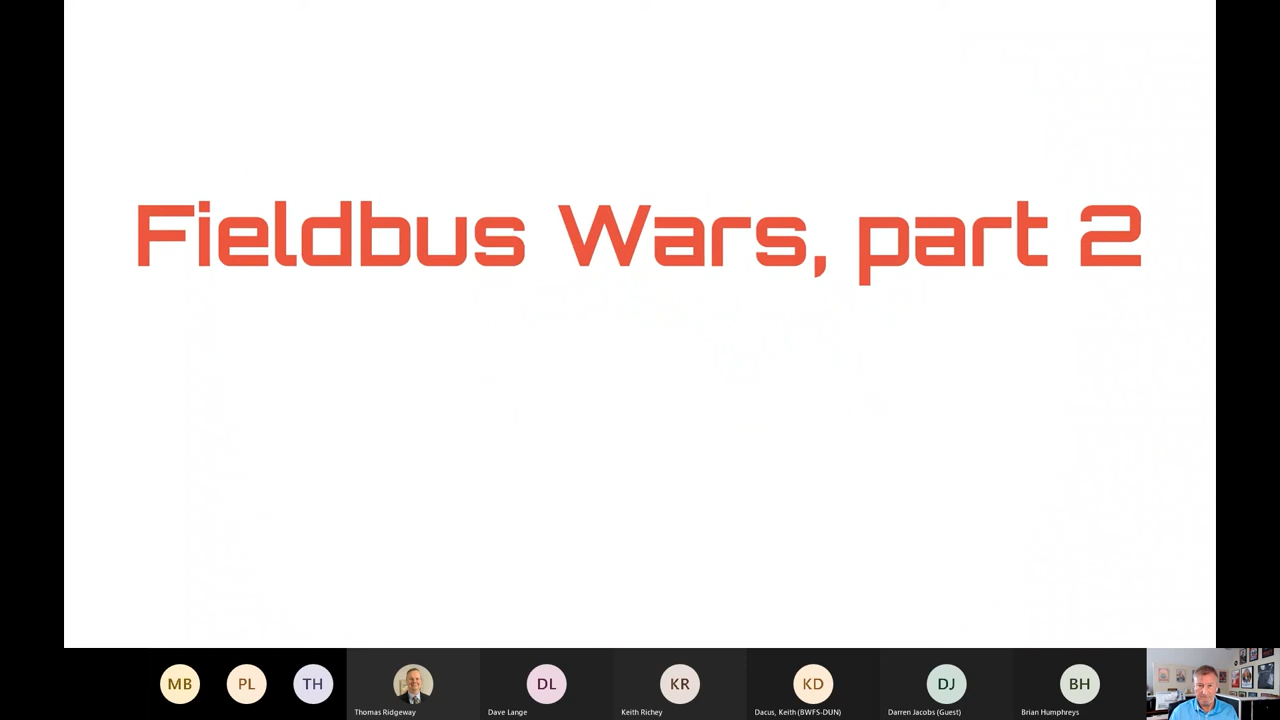 Fieldbus Wars, part 2
MB
PL
TH
Thomas Ridgeway
DL
Dave Lange
KR
Keith Richey
KD
Dacus, Keith (BWFS-DUN)
DJ
Darren Jacobs (Guest)
BH
Brian Humphreys